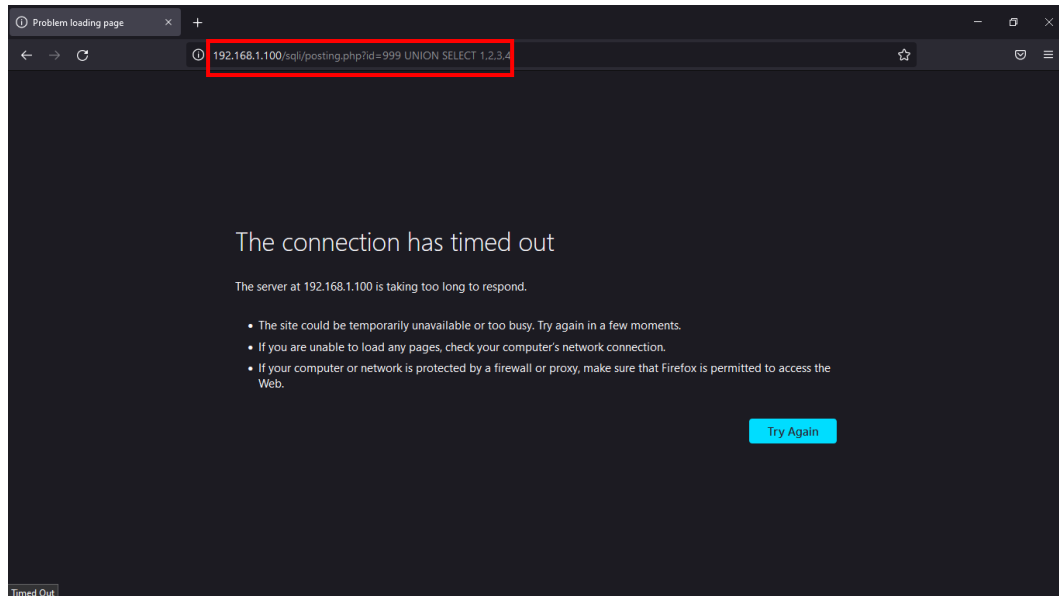 Problem loading page
192.168.1.100/sqli/posting.php?id=999 UNION SELECT 1,2,3,4
The connection has timed out
The server at 192.168.1.100 is taking too long to respond.
The site could be temporarily unavailable or too busy. Try again in a few moments.
If you are unable to load any pages, check your computer's network connection.
If your computer or network is protected by a firewall or proxy, make sure that Firefox is permitted to access the
Web.
Try Again
Timed Out